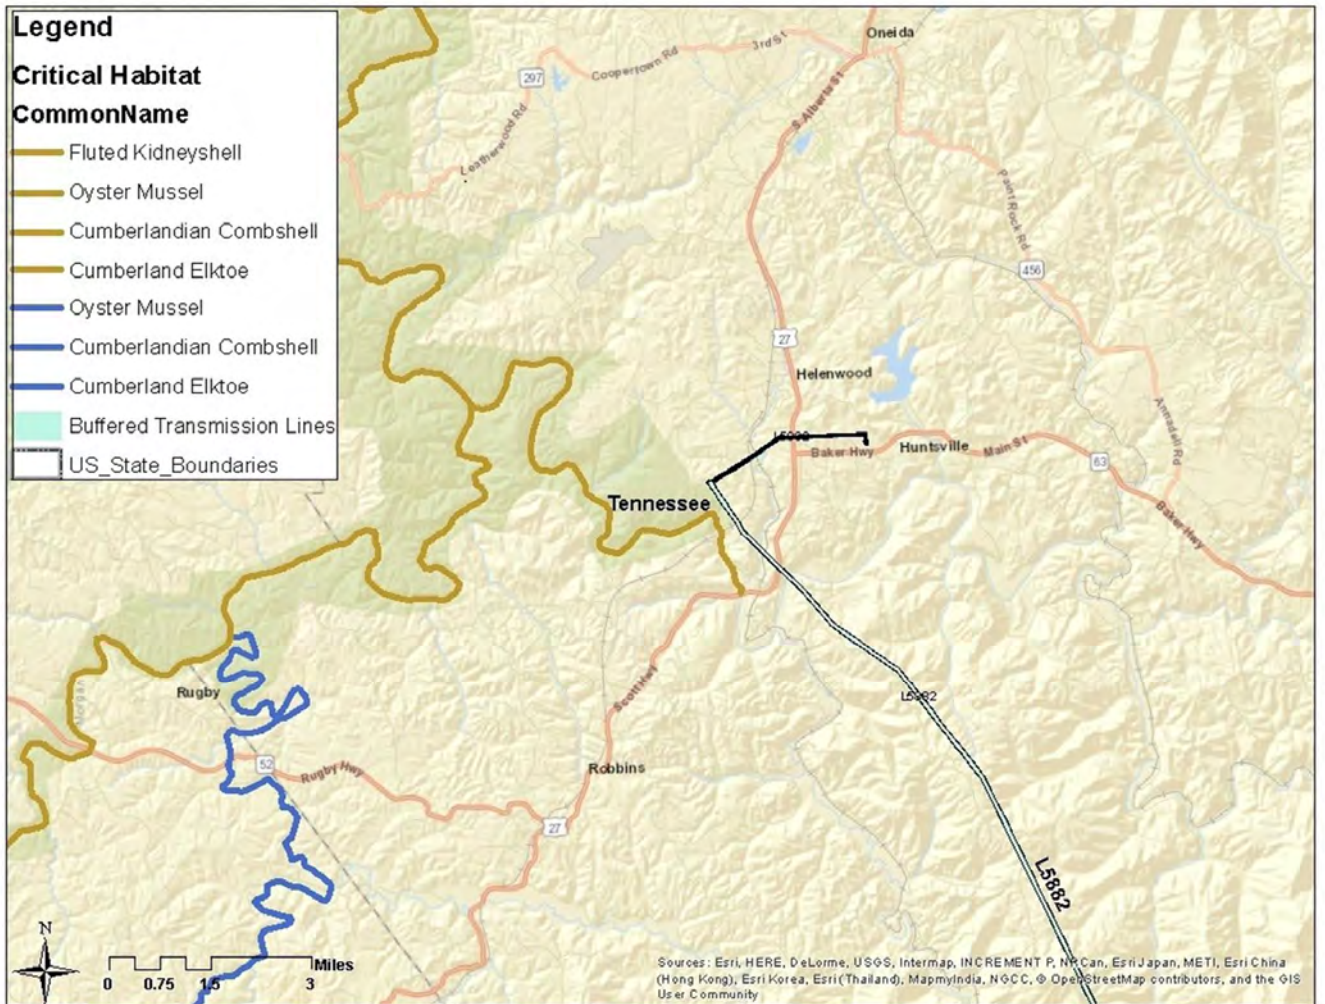 Legend
Critical Habitat
CommonName
Fluted Kidneyshell
Oyster Mussel
Cumberlandian Combshell
Cumberland Elktoe
Oyster Mussel
Cumberlandian Combshell
Cumberland Elktoe
Buffered Transmission Lines
US_State_Boundaries
Oneida
3rd St
Coopertown Rd
297
Leatherwood Rd
S Alberta St
Paint Rock Rd
456
27
Helenwood
Annadell Rd
Baker Hwy
Huntsville
Main St
63
Tennessee
Baker Hwy
Scott Hwy
Rugby
Morgan
L5882
52
Rugby Hwy
Robbins
27
L5882
N
0 0.75 1.5 3
Miles
Sources: Esri, HERE, DeLorme, USGS, Intermap, INCREMENT P, NRCan, Esri Japan, METI, Esri China
(Hong Kong), Esri Korea, Esri (Thailand), MapmyIndia, NGCC, © OpenStreetMap contributors, and the GIS
User Community